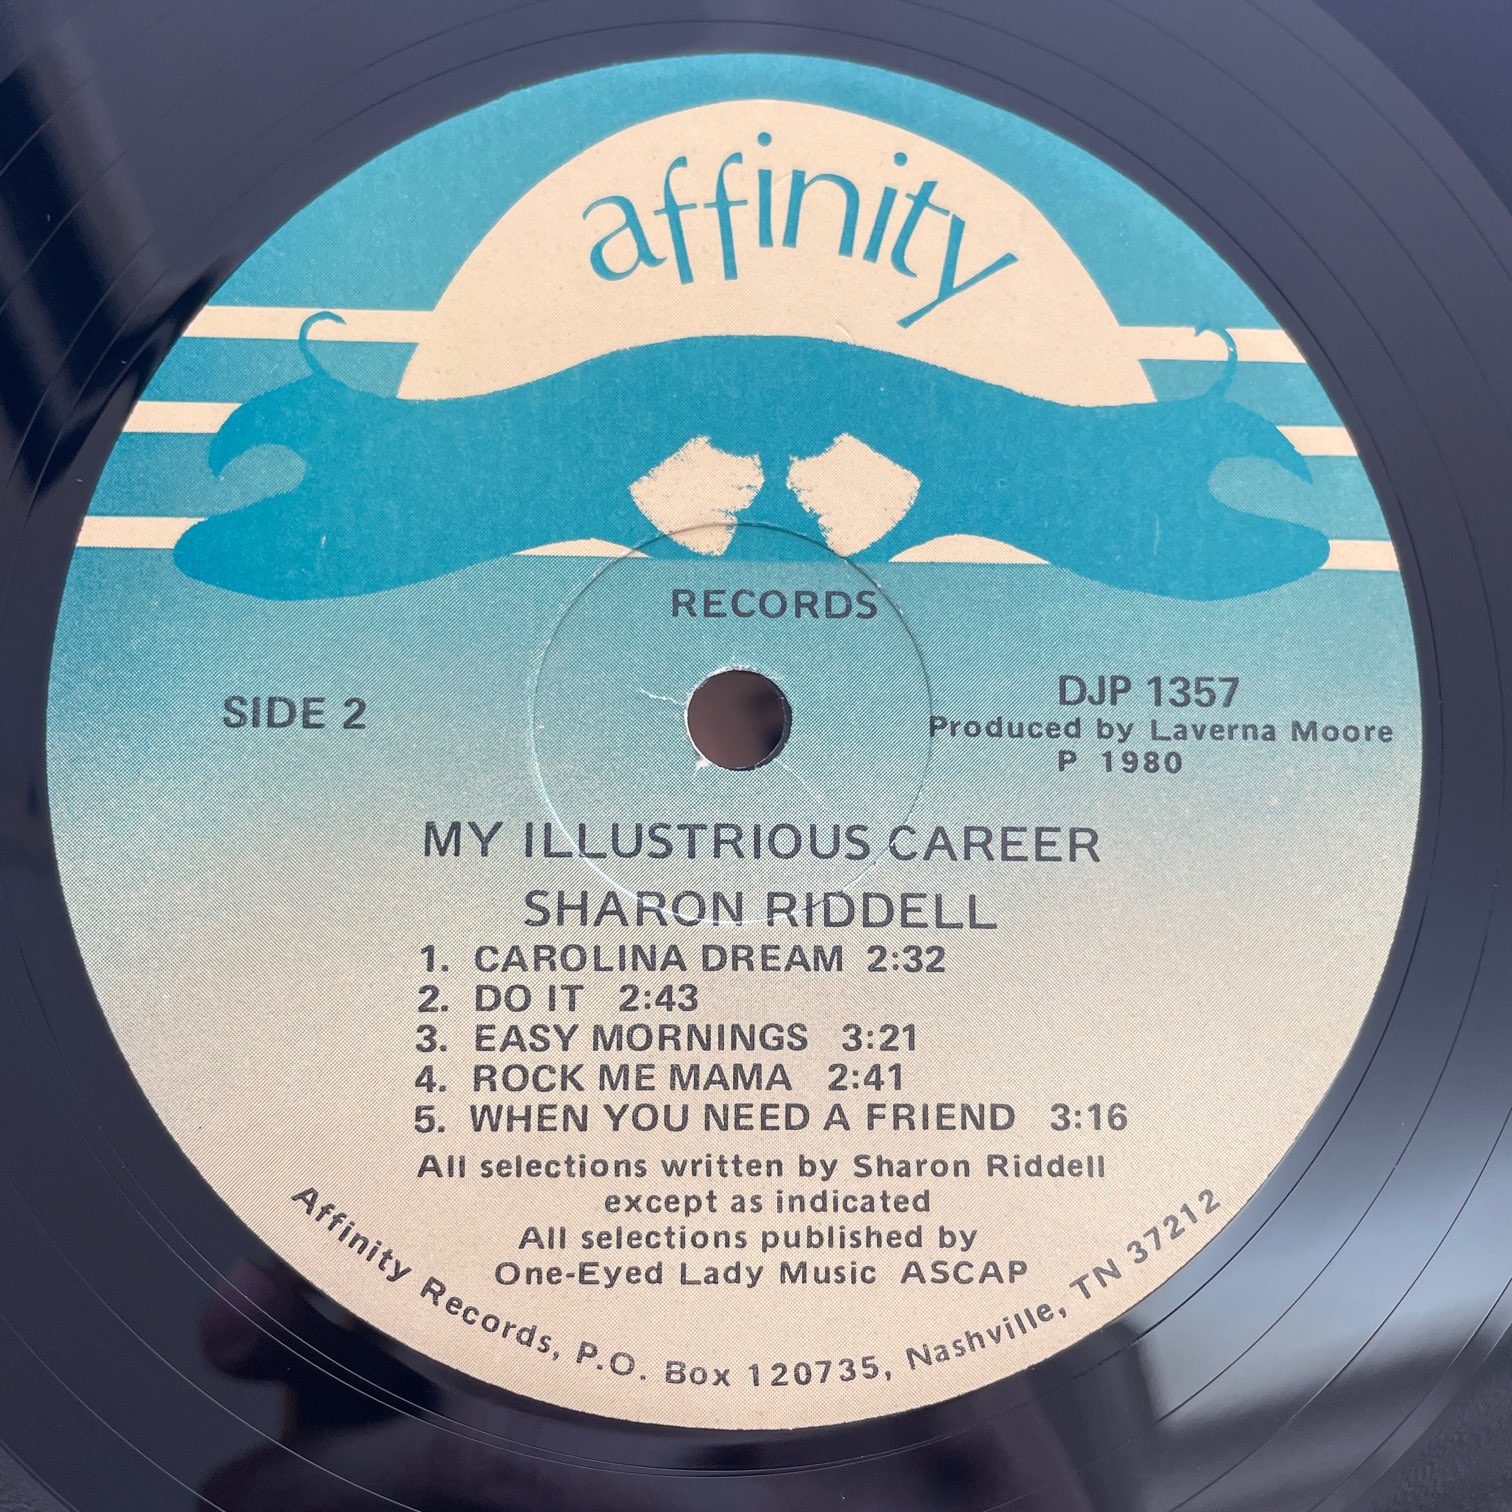 affinity
RECORDS
SIDE 2
DJP 1357
Produced by Laverna Moore
P 1980
MY ILLUSTRIOUS CAREER
SHARON RIDDELL
1. CAROLINA DREAM 2:32
2. DO IT 2:43
3. EASY MORNINGS 3:21
4. ROCK ME MAMA 2:41
5. WHEN YOU NEED A FRIEND 3:16
All selections written by Sharon Riddell
except as indicated
All selections published by
One-Eyed Lady Music ASCAP
Affinity Records, P.O. Box 120735, Nashville, TN 37212